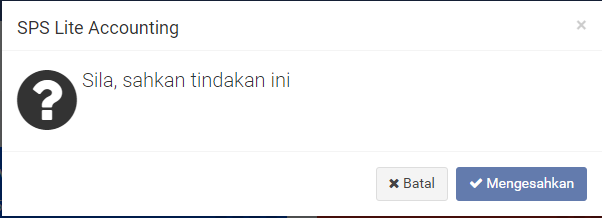 SPS Lite Accounting
×
Sila, sahkan tindakan ini
Batal
Mengesahkan